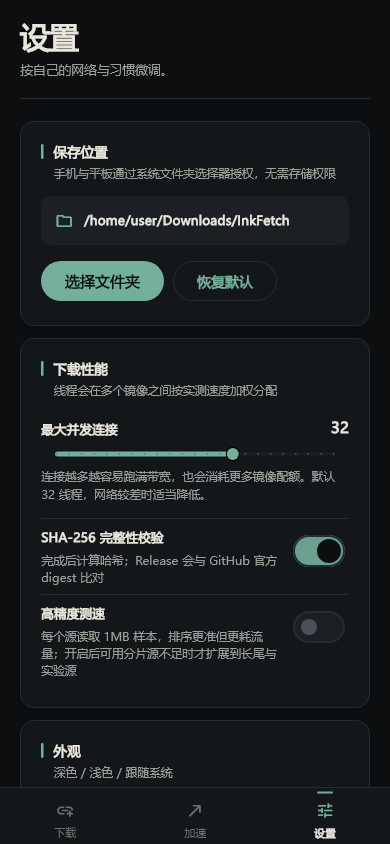 设置
按自己的网络与习惯微调。
保存位置
手机与平板通过系统文件夹选择器授权，无需存储权限
/home/user/Downloads/InkFetch
选择文件夹
恢复默认
下载性能
线程会在多个镜像之间按实测速度加权分配
最大并发连接
32
连接越多越容易跑满带宽，也会消耗更多镜像配额。默认
32 线程，网络较差时适当降低。
SHA-256 完整性校验
完成后计算哈希；Release 会与 GitHub 官方
digest 比对
高精度测速
每个源读取 1MB 样本，排序更准但更耗流
量；开启后可用分片源不足时才扩展到长尾与
实验源
外观
深色 / 浅色 / 跟随系统
下载
加速
设置